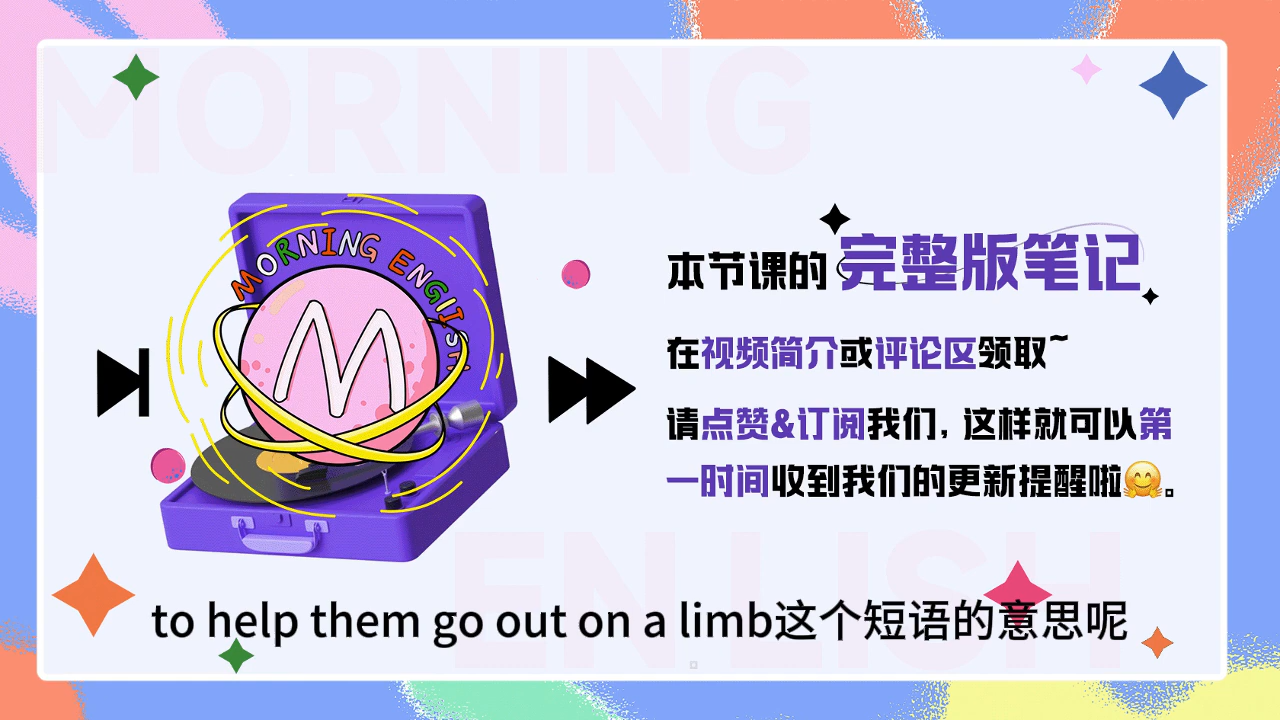 MORNING
MORNING ENGlISH
M
本节课的 完整版笔记
在视频简介或评论区领取~
请点赞&订阅我们, 这样就可以第
一时间收到我们的更新提醒啦🤗。
EN LISH
to help them go out on a limb这个短语的意思呢